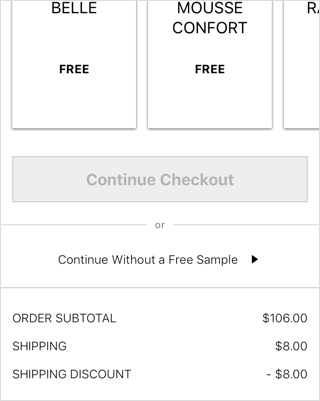 BELLE
MOUSSE
CONFORT
FREE
FREE
Continue Checkout
or
Continue Without a Free Sample
ORDER SUBTOTAL $106.00
SHIPPING $8.00
SHIPPING DISCOUNT - $8.00